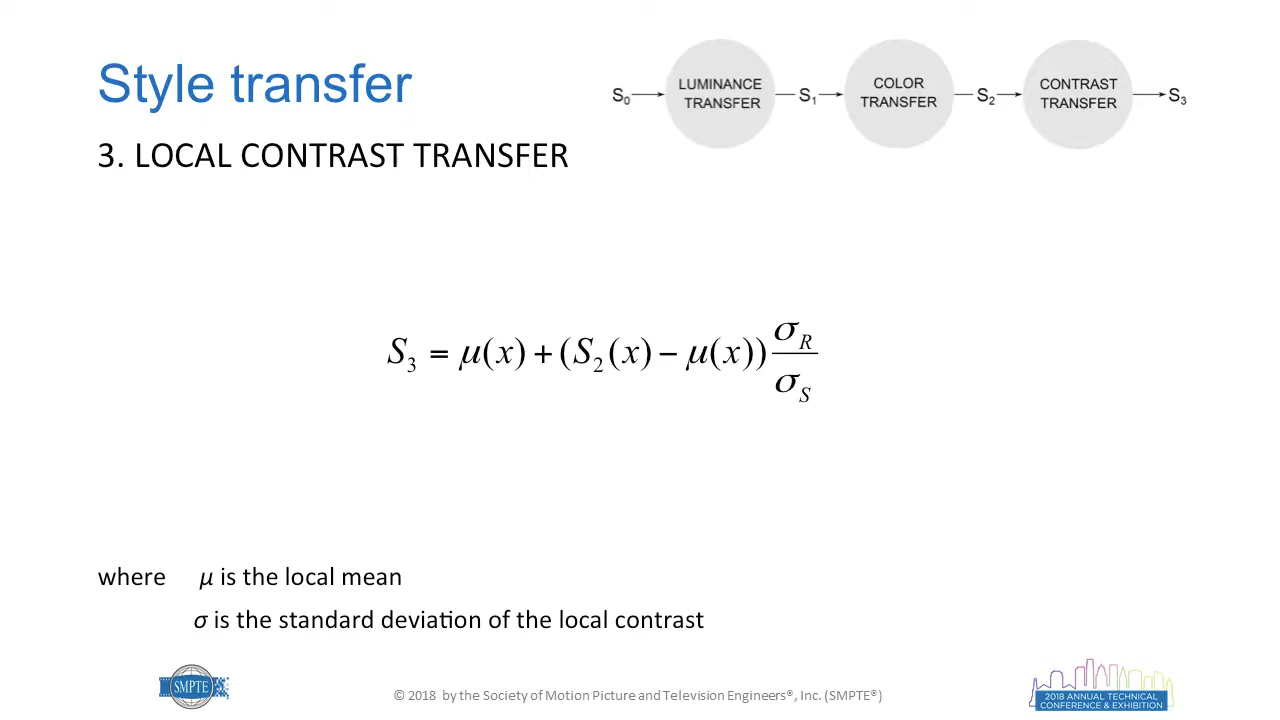 Style transfer
S0 LUMINANCE TRANSFER S1 COLOR TRANSFER S2 CONTRAST TRANSFER S3
3. LOCAL CONTRAST TRANSFER
S₃ = μ(x) + (S₂(x) − μ(x)) σ_R / σ_S
where μ is the local mean
σ is the standard deviation of the local contrast
SMPTE
© 2018 by the Society of Motion Picture and Television Engineers®, Inc. (SMPTE®)
2018 ANNUAL TECHNICAL
CONFERENCE & EXHIBITION